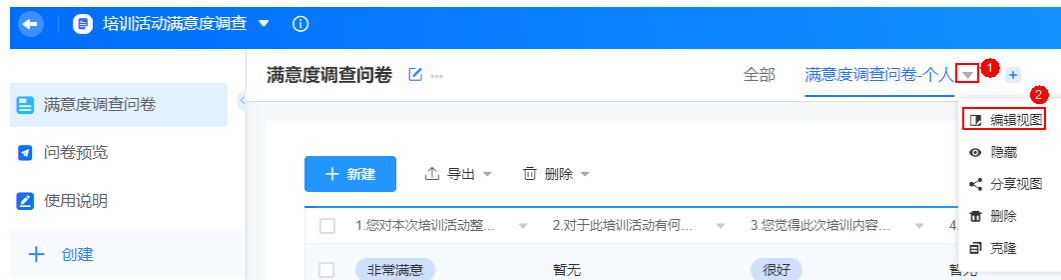 培训活动满意度调查
满意度调查问卷 ... 全部 满意度调查问卷-个人 1
2
满意度调查问卷
编辑视图
问卷预览
隐藏
新建 导出 删除
分享视图
使用说明
删除
1.您对本次培训活动整... 2.对于此培训活动有何... 3.您觉得此次培训内容... 4.
克隆
创建
非常满意 暂无 很好